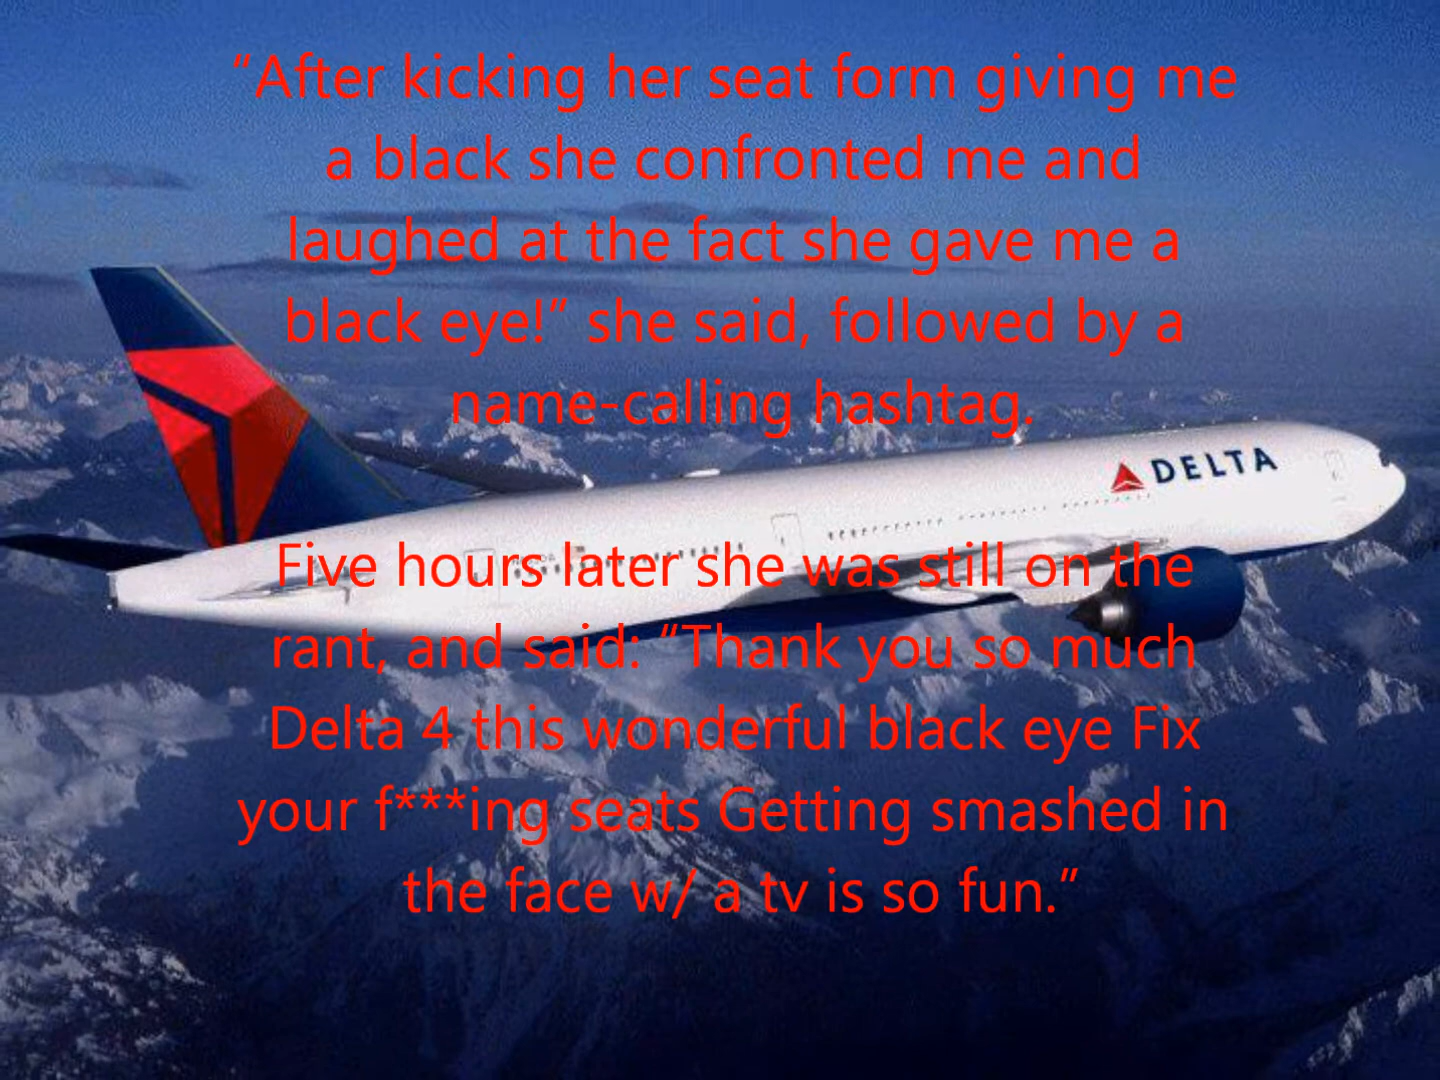 “After kicking her seat form giving me
a black she confronted me and
laughed at the fact she gave me a
black eye!” she said, followed by a
name-calling hashtag.
DELTA
Five hours later she was still on the
rant, and said: “Thank you so much
Delta 4 this wonderful black eye Fix
your f***ing seats Getting smashed in
the face w/ a tv is so fun.”